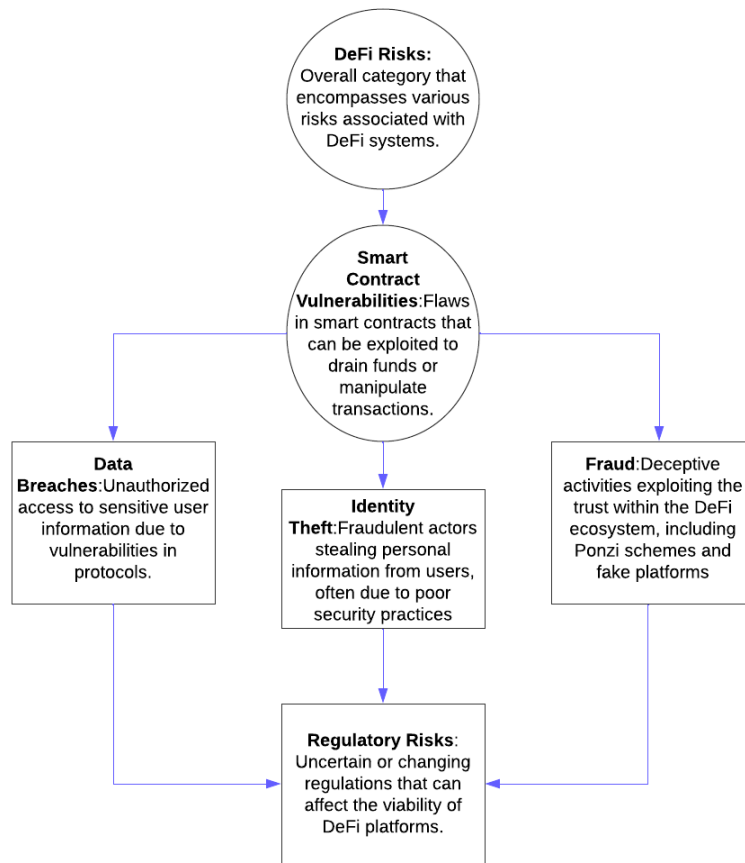 DeFi Risks:
Overall category that
encompasses various
risks associated with
DeFi systems.
Smart
Contract
Vulnerabilities:Flaws
in smart contracts that
can be exploited to
drain funds or
manipulate
transactions.
Data
Breaches:Unauthorized
access to sensitive user
information due to
vulnerabilities in
protocols.
Identity
Theft:Fraudulent actors
stealing personal
information from users,
often due to poor
security practices
Fraud:Deceptive
activities exploiting the
trust within the DeFi
ecosystem, including
Ponzi schemes and
fake platforms
Regulatory Risks:
Uncertain or changing
regulations that can
affect the viability of
DeFi platforms.